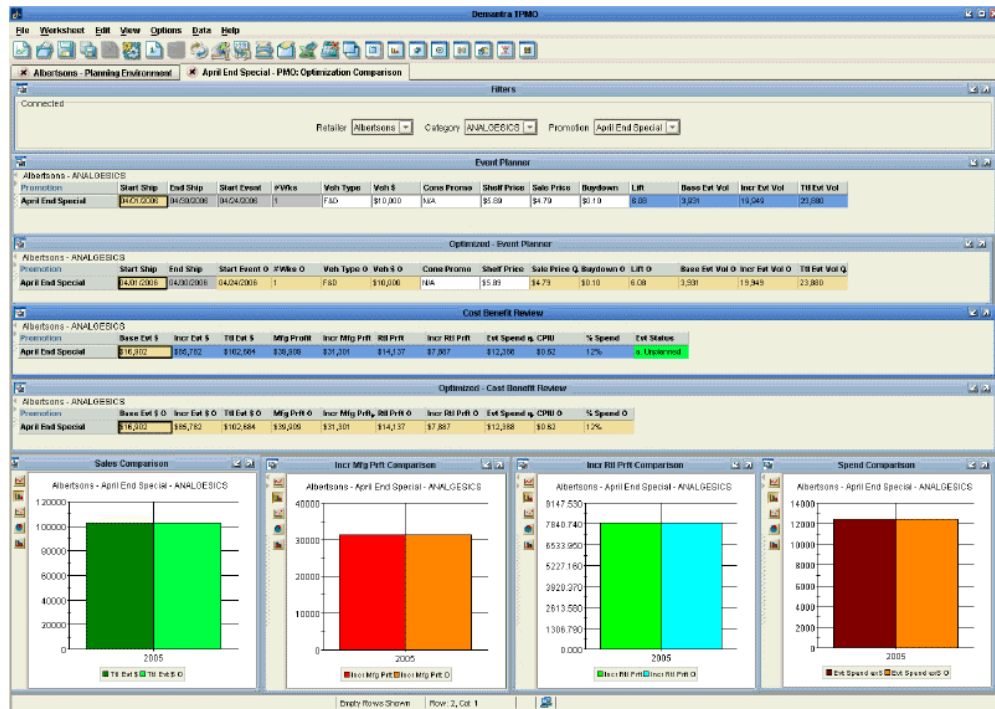 Demantra TPMO
File Worksheet Edit View Options Data Help
Albertsons - Planning Environment April End Special - PMO: Optimization Comparison
Filters
Connected
Retailer Albertsons Category ANALGESICS Promotion April End Special
Event Planner
Albertsons - ANALGESICS
Promotion Start Ship End Ship Start Event #Wks Veh Type Veh $ Cons Promo Shelf Price Sale Price Buydown Lift Base Evt Vol Incr Evt Vol Ttl Evt Vol
April End Special 04/01/2006 04/30/2006 04/24/2006 1 F&D $10,000 N/A $5.89 $4.79 $0.10 6.08 3,931 19,949 23,880
Optimized - Event Planner
Albertsons - ANALGESICS
Promotion Start Ship End Ship Start Event O #Wks O Veh Type O Veh $ O Cons Promo Shelf Price Sale Price O Buydown O Lift O Base Evt Vol O Incr Evt Vol O Ttl Evt Vol O
April End Special 04/01/2006 04/30/2006 04/24/2006 1 F&D $10,000 N/A $5.89 $4.79 $0.10 6.08 3,931 19,949 23,880
Cost Benefit Review
Albertsons - ANALGESICS
Promotion Base Evt $ Incr Evt $ Ttl Evt $ Mfg Profit Incr Mfg Prft Rtl Prft Incr Rtl Prft Evt Spend CPIU % Spend Evt Status
April End Special $16,902 $85,782 $102,684 $39,909 $31,301 $14,137 $7,887 $12,388 $0.62 12% a. Unplanned
Optimized - Cost Benefit Review
Albertsons - ANALGESICS
Promotion Base Evt $ O Incr Evt $ O Ttl Evt $ O Mfg Prft O Incr Mfg Prft Rtl Prft O Incr Rtl Prft O Evt Spend CPIU O % Spend O
April End Special $16,902 $85,782 $102,684 $39,909 $31,301 $14,137 $7,887 $12,388 $0.62 12%
Sales Comparison
Albertsons - April End Special - ANALGESICS
120000
100000
80000
60000
40000
20000
0
2005
Ttl Evt $ Ttl Evt $ O
Incr Mfg Prft Comparison
Albertsons - April End Special - ANALGESICS
40000
30000
20000
10000
0
2005
Incr Mfg Prft Incr Mfg Prft O
Incr Rtl Prft Comparison
Albertsons - April End Special - ANALGESICS
9147.530
7840.740
6533.950
5227.160
3920.370
2613.580
1306.790
0.000
2005
Incr Rtl Prft Incr Rtl Prft O
Spend Comparison
Albertsons - April End Special - ANALGESICS
14000
12000
10000
8000
6000
4000
2000
0
2005
Evt Spend Evt Spend
Empty Rows Shown Row: 2, Col: 1